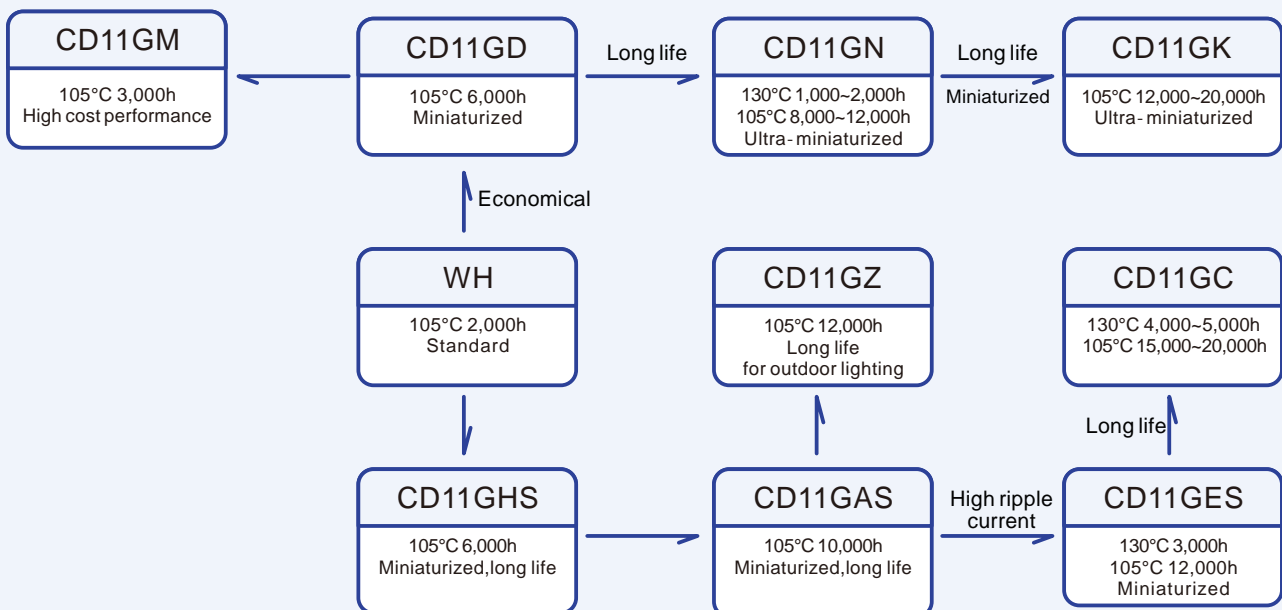 CD11GM
105°C 3,000h
High cost performance
CD11GD
105°C 6,000h
Miniaturized
Long life
CD11GN
130°C 1,000~2,000h
105°C 8,000~12,000h
Ultra-miniaturized
Long life
Miniaturized
CD11GK
105°C 12,000~20,000h
Ultra-miniaturized
Economical
WH
105°C 2,000h
Standard
CD11GZ
105°C 12,000h
Long life
for outdoor lighting
CD11GC
130°C 4,000~5,000h
105°C 15,000~20,000h
Long life
CD11GHS
105°C 6,000h
Miniaturized,long life
CD11GAS
105°C 10,000h
Miniaturized,long life
High ripple
current
CD11GES
130°C 3,000h
105°C 12,000h
Miniaturized